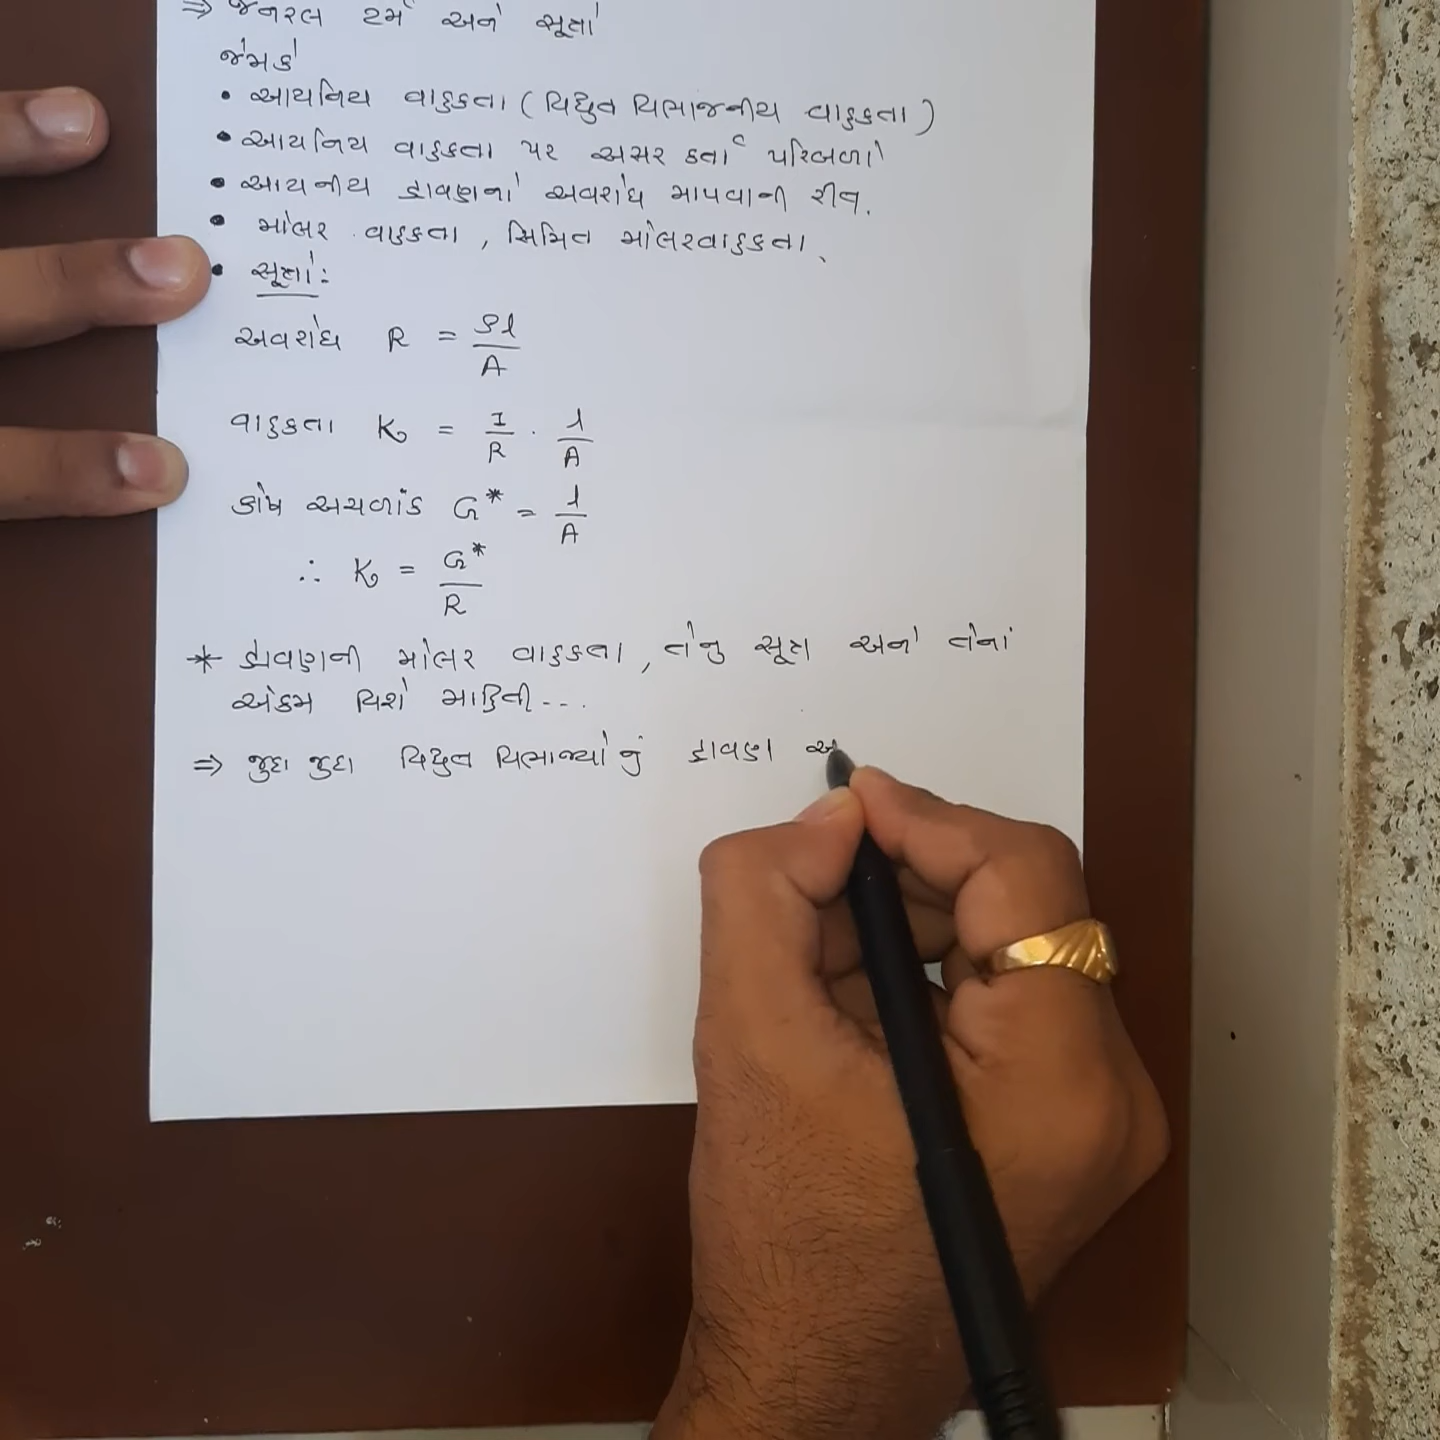 ⇒ જનરલ ટર્મ અને સૂત્રો
જેમકે
• આયનિય વાહકતા (વિદ્યુત વિભાજનીય વાહકતા)
• આયનિય વાહકતા પર અસર કર્તા પરિબળો
• આયનીય દ્રાવણનો અવરોધ માપવાની રીત.
• મોલર વાહકતા, સિમિત મોલરવાહકતા.
• સૂત્રો:
અવરોધ R = ρl/A
વાહકતા K = I/R · l/A
કોષ અચળાંક G* = l/A
∴ K = G*/R
* દ્રાવણની મોલર વાહકતા, તેનુ સૂત્ર અને તેનાં
એકમ વિશે માહિતી...
⇒ જુદા જુદા વિદ્યુત વિભાજ્યોનું દ્રાવણ અ